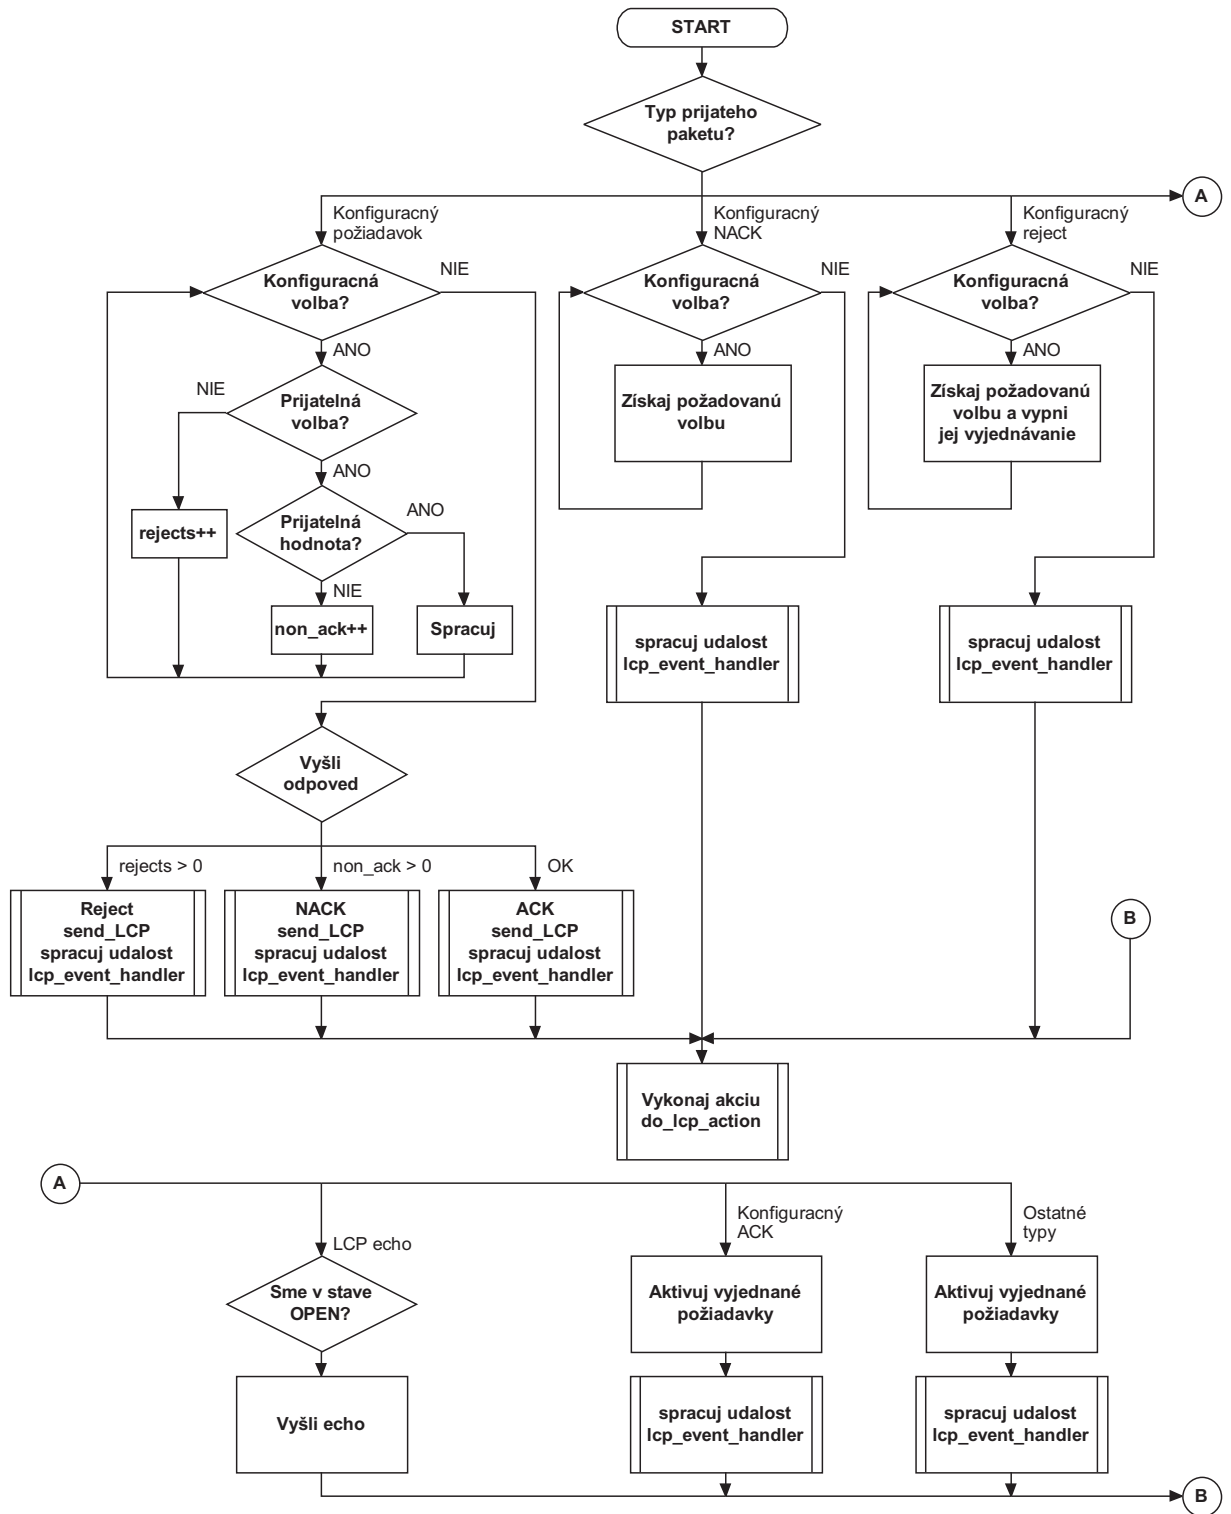 START
Typ prijateho
paketu?
A
Konfiguracný
požiadavok
Konfiguracný
NACK
Konfiguracný
reject
Konfiguracná
volba?
NIE
Konfiguracná
volba?
NIE
Konfiguracná
volba?
NIE
ANO
ANO
ANO
NIE
Prijatelná
volba?
Získaj požadovanú
volbu
Získaj požadovanú
volbu a vypni
jej vyjednávanie
ANO
rejects++
Prijatelná
hodnota?
ANO
NIE
non_ack++
Spracuj
spracuj udalost
lcp_event_handler
spracuj udalost
lcp_event_handler
Vyšli
odpoved
rejects > 0
non_ack > 0
OK
Reject
send_LCP
spracuj udalost
lcp_event_handler
NACK
send_LCP
spracuj udalost
lcp_event_handler
ACK
send_LCP
spracuj udalost
lcp_event_handler
B
Vykonaj akciu
do_lcp_action
A
LCP echo
Konfiguracný
ACK
Ostatné
typy
Sme v stave
OPEN?
Aktivuj vyjednané
požiadavky
Aktivuj vyjednané
požiadavky
Vyšli echo
spracuj udalost
lcp_event_handler
spracuj udalost
lcp_event_handler
B